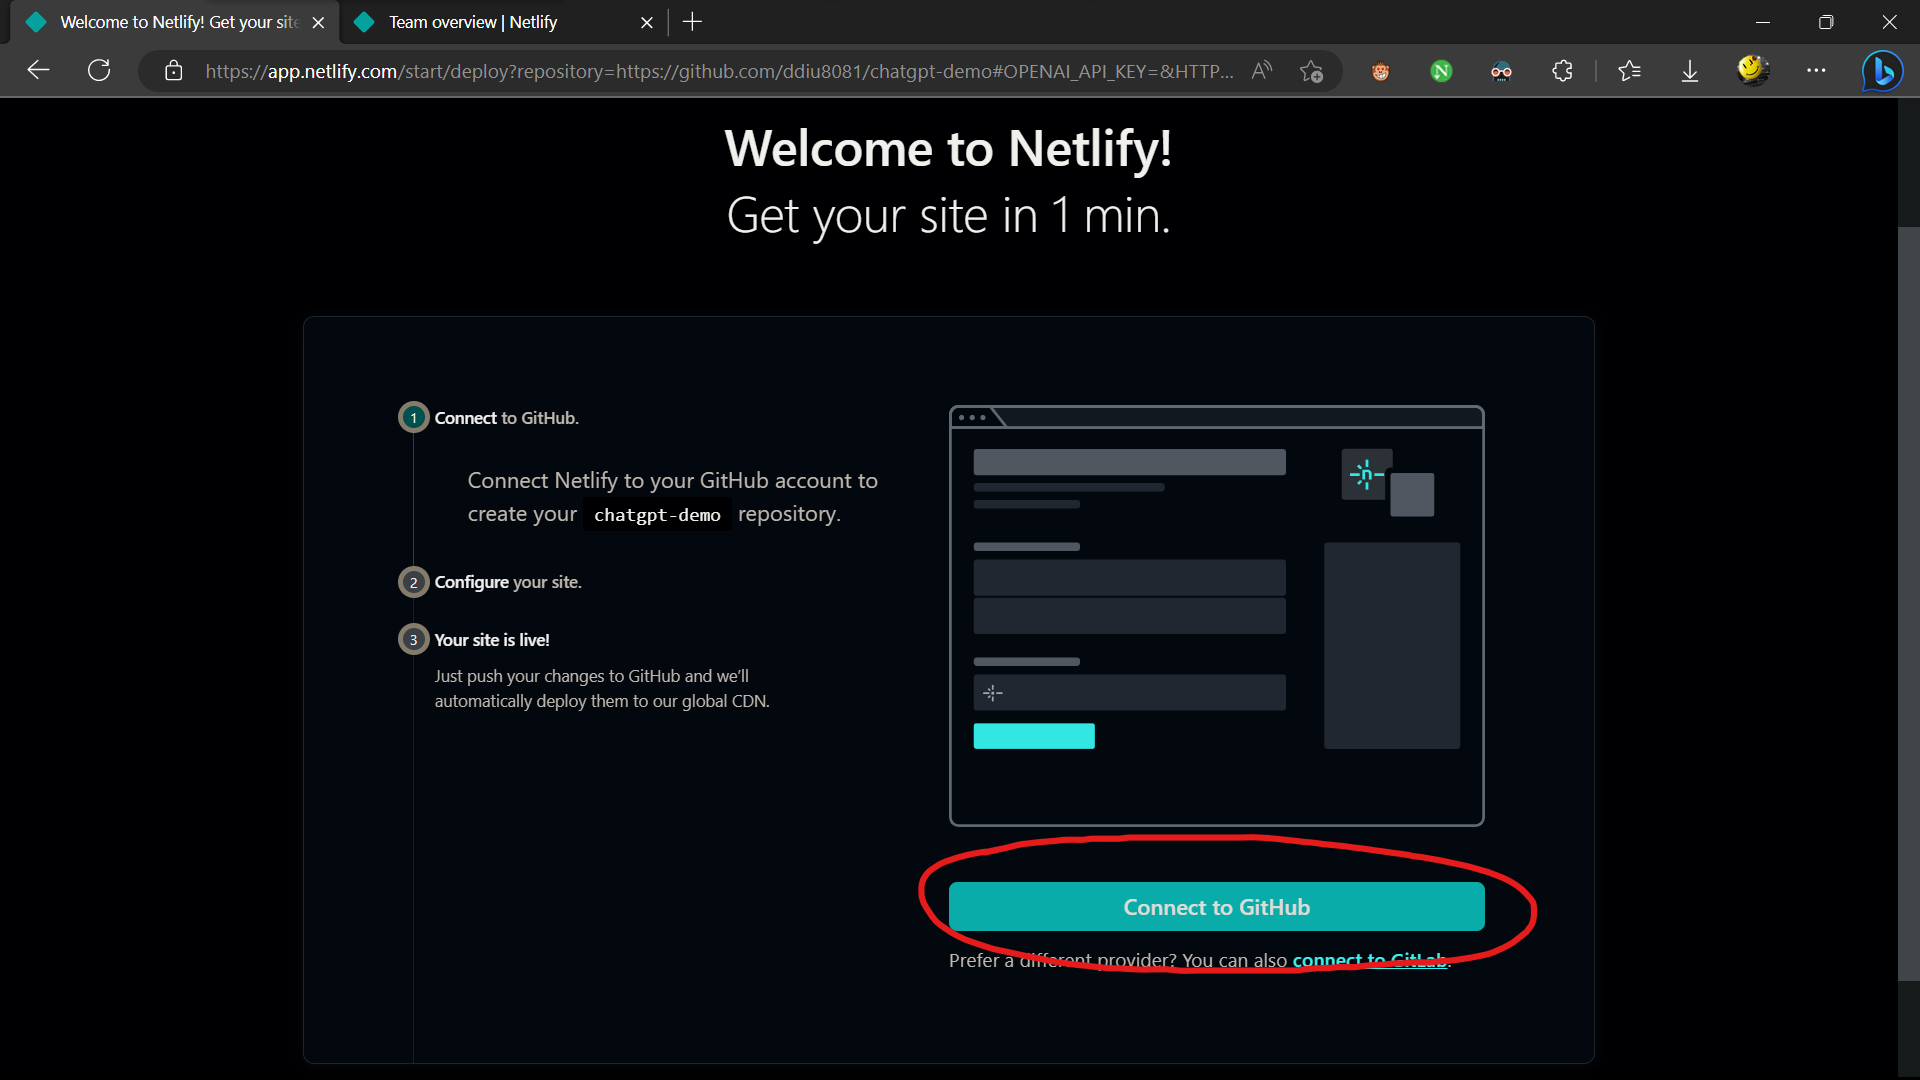 Welcome to Netlify! Get your site
Team overview | Netlify
https://app.netlify.com/start/deploy?repository=https://github.com/ddiu8081/chatgpt-demo#OPENAI_API_KEY=&HTTP...
Welcome to Netlify!
Get your site in 1 min.
1 Connect to GitHub.
Connect Netlify to your GitHub account to
create your chatgpt-demo repository.
2 Configure your site.
3 Your site is live!
Just push your changes to GitHub and we'll
automatically deploy them to our global CDN.
Connect to GitHub
Prefer a different provider? You can also connect to GitLab.